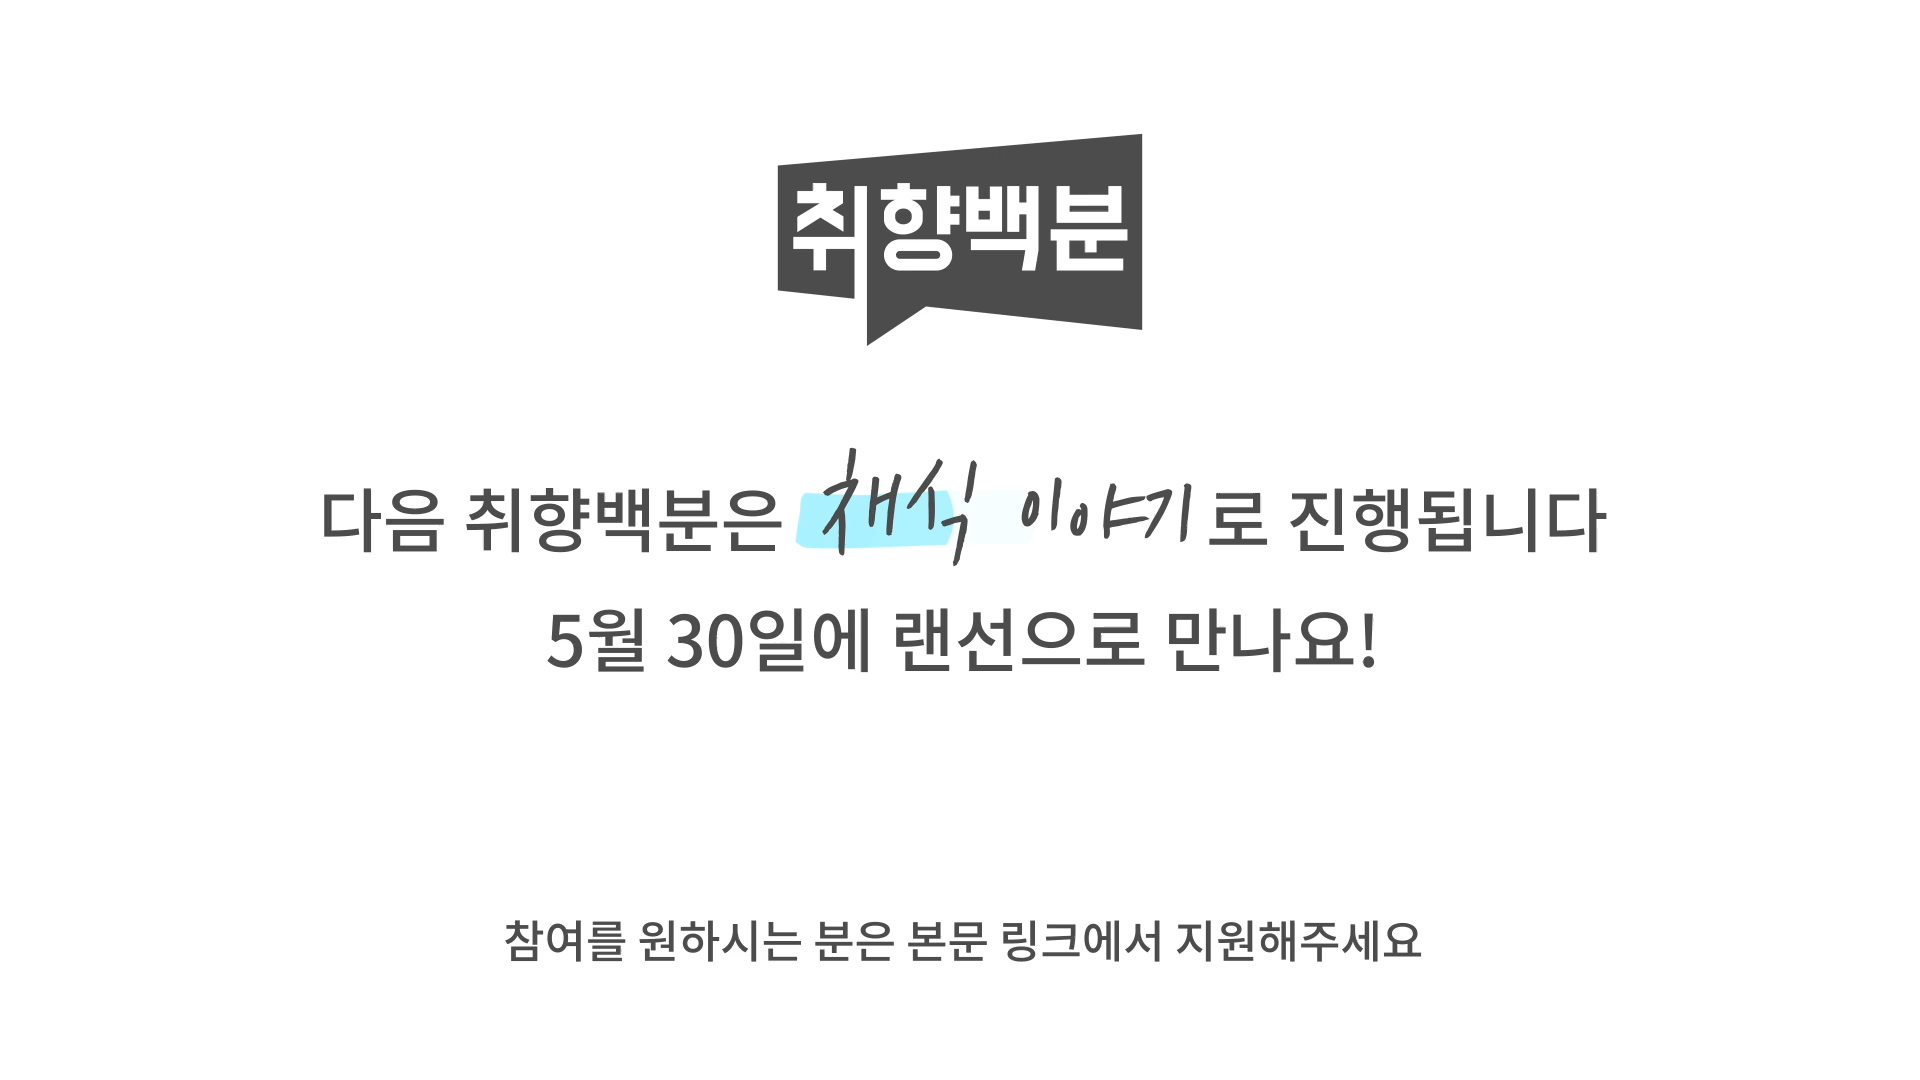 취향백분
다음 취향백분은 채식 이야기로 진행됩니다
5월 30일에 랜선으로 만나요!
참여를 원하시는 분은 본문 링크에서 지원해주세요